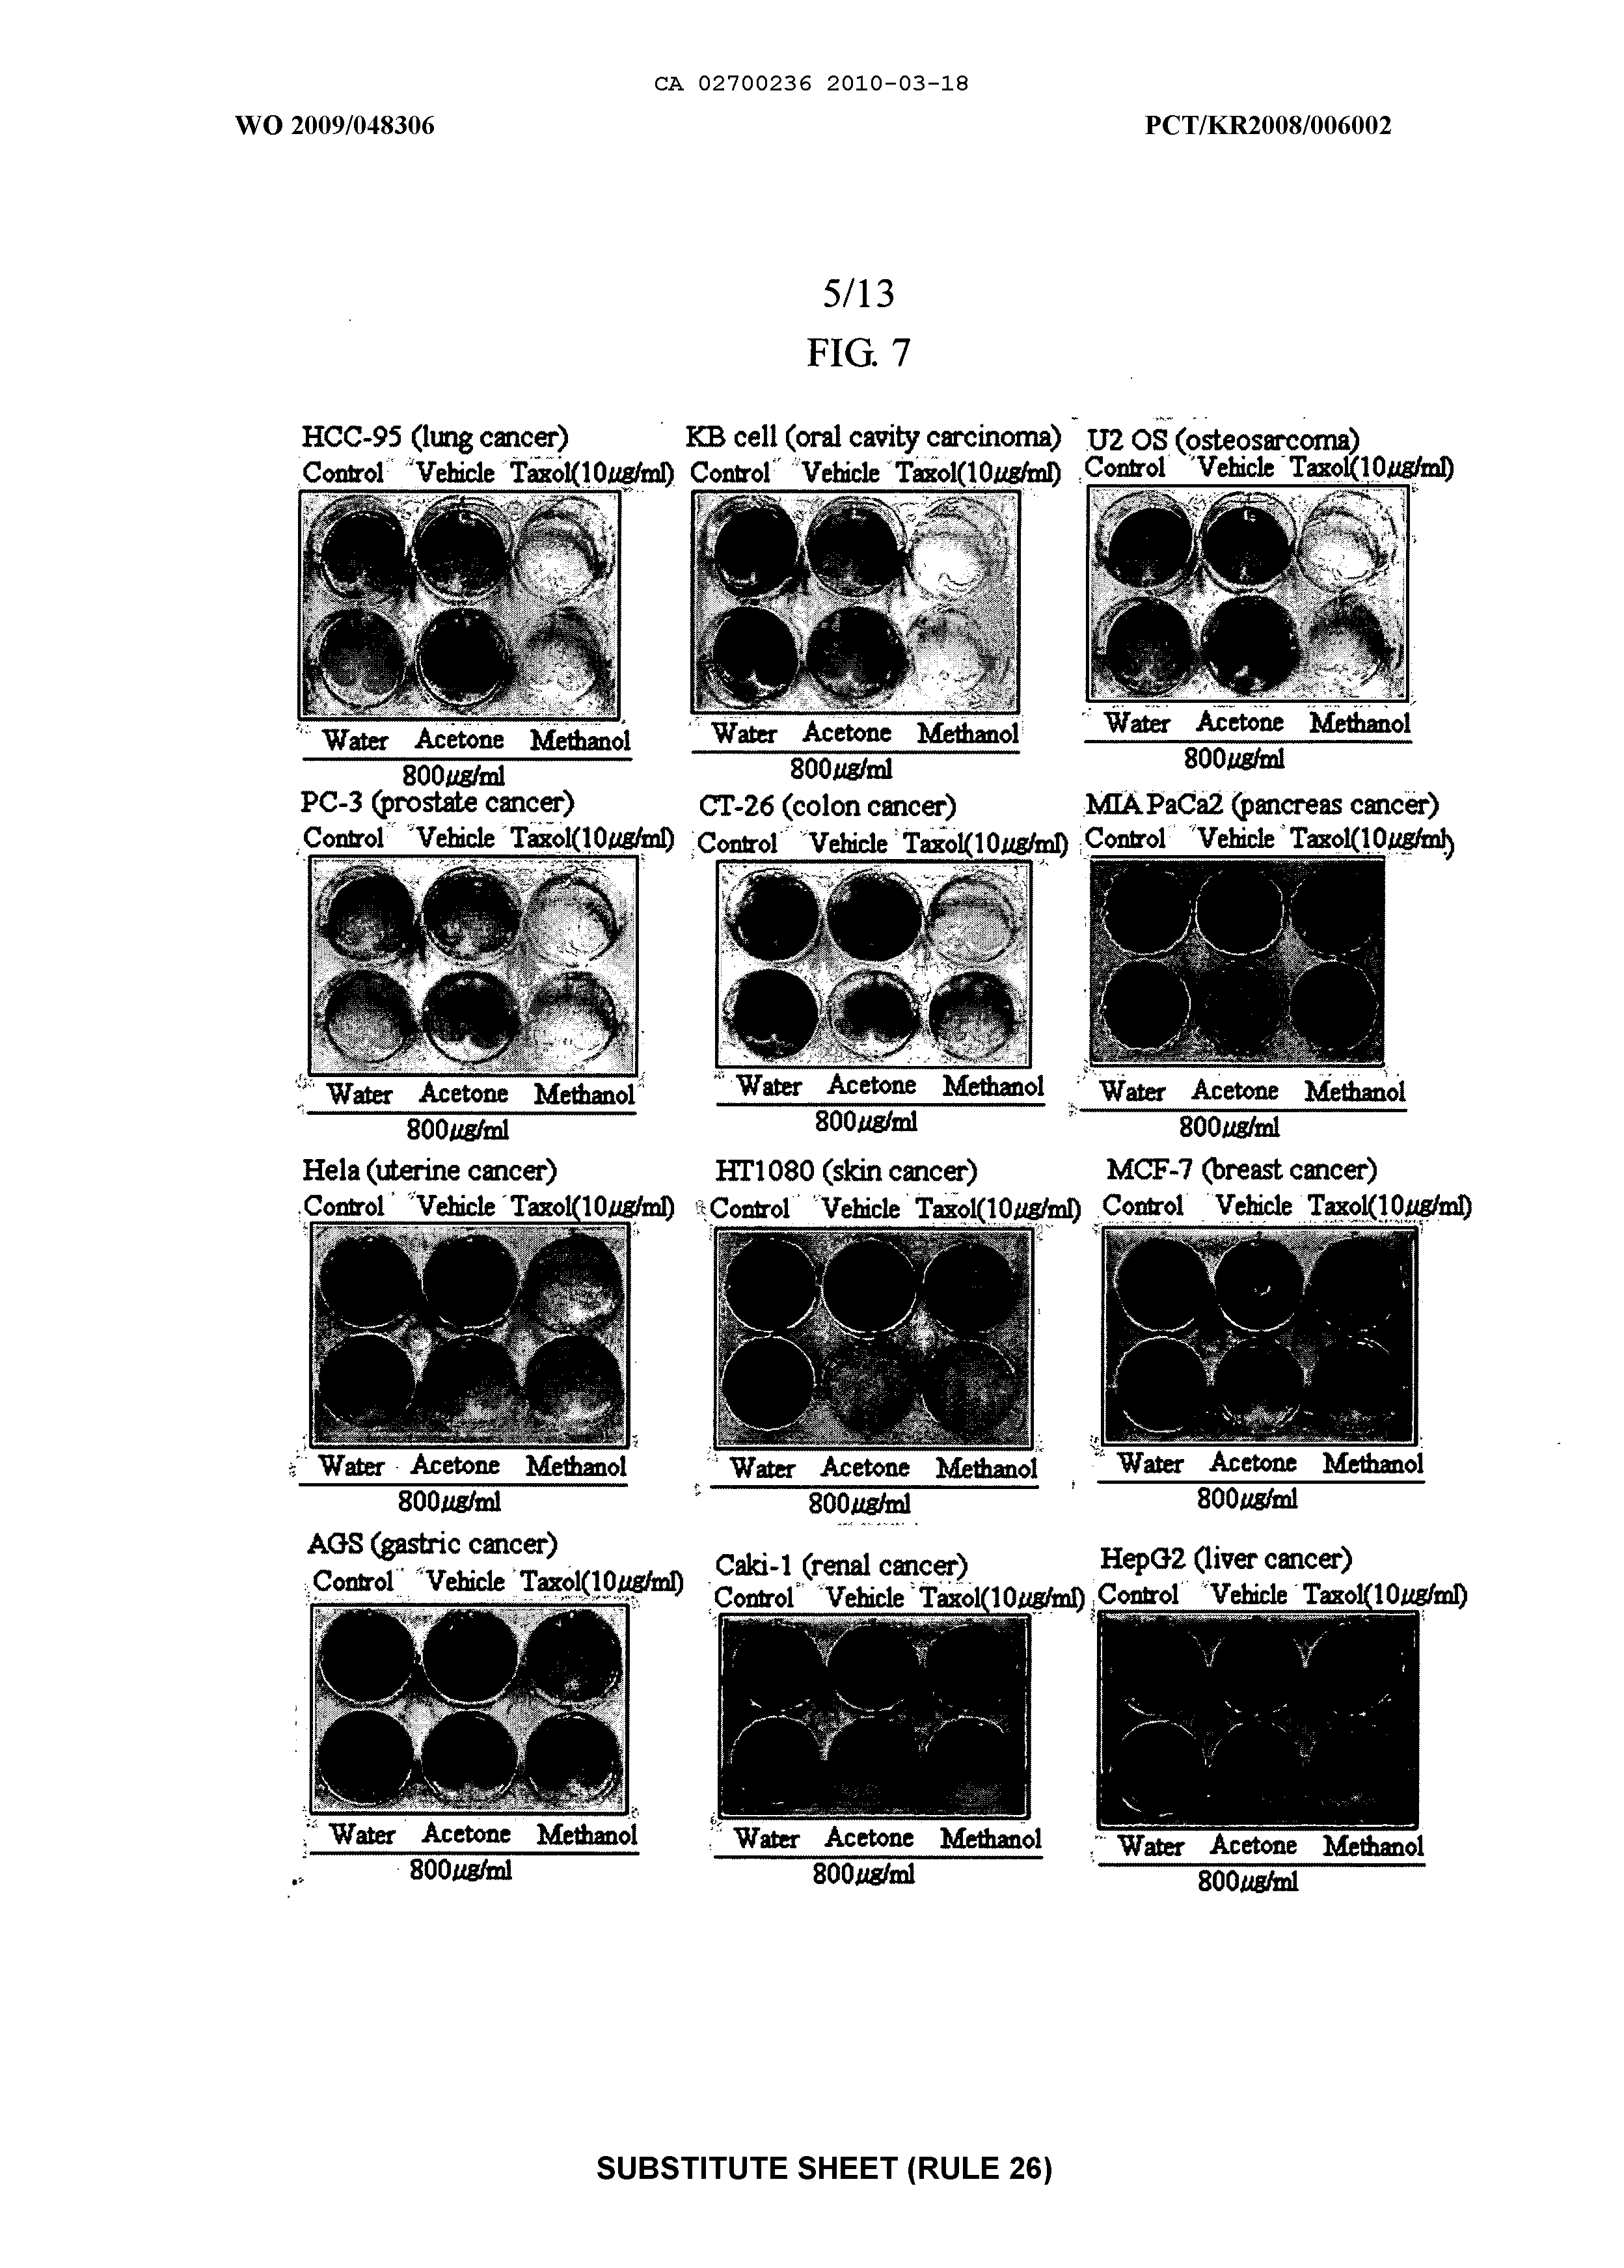 CA 02700236 2010-03-18
WO 2009/048306 PCT/KR2008/006002
5/13
FIG. 7
HCC-95 (lung cancer) KB cell (oral cavity carcinoma) U2 OS (osteosarcoma)
Control Vehicle Taxol(10µg/ml) Control Vehicle Taxol(10µg/ml) Control Vehicle Taxol(10µg/ml)
Water Acetone Methanol Water Acetone Methanol Water Acetone Methanol
800µg/ml 800µg/ml 800µg/ml
PC-3 (prostate cancer) CT-26 (colon cancer) MIA PaCa2 (pancreas cancer)
Control Vehicle Taxol(10µg/ml) Control Vehicle Taxol(10µg/ml) Control Vehicle Taxol(10µg/ml)
Water Acetone Methanol Water Acetone Methanol Water Acetone Methanol
800µg/ml 800µg/ml 800µg/ml
Hela (uterine cancer) HT1080 (skin cancer) MCF-7 (breast cancer)
Control Vehicle Taxol(10µg/ml) Control Vehicle Taxol(10µg/ml) Control Vehicle Taxol(10µg/ml)
Water Acetone Methanol Water Acetone Methanol Water Acetone Methanol
800µg/ml 800µg/ml 800µg/ml
AGS (gastric cancer) Caki-1 (renal cancer) HepG2 (liver cancer)
Control Vehicle Taxol(10µg/ml) Control Vehicle Taxol(10µg/ml) Control Vehicle Taxol(10µg/ml)
Water Acetone Methanol Water Acetone Methanol Water Acetone Methanol
800µg/ml 800µg/ml 800µg/ml
SUBSTITUTE SHEET (RULE 26)